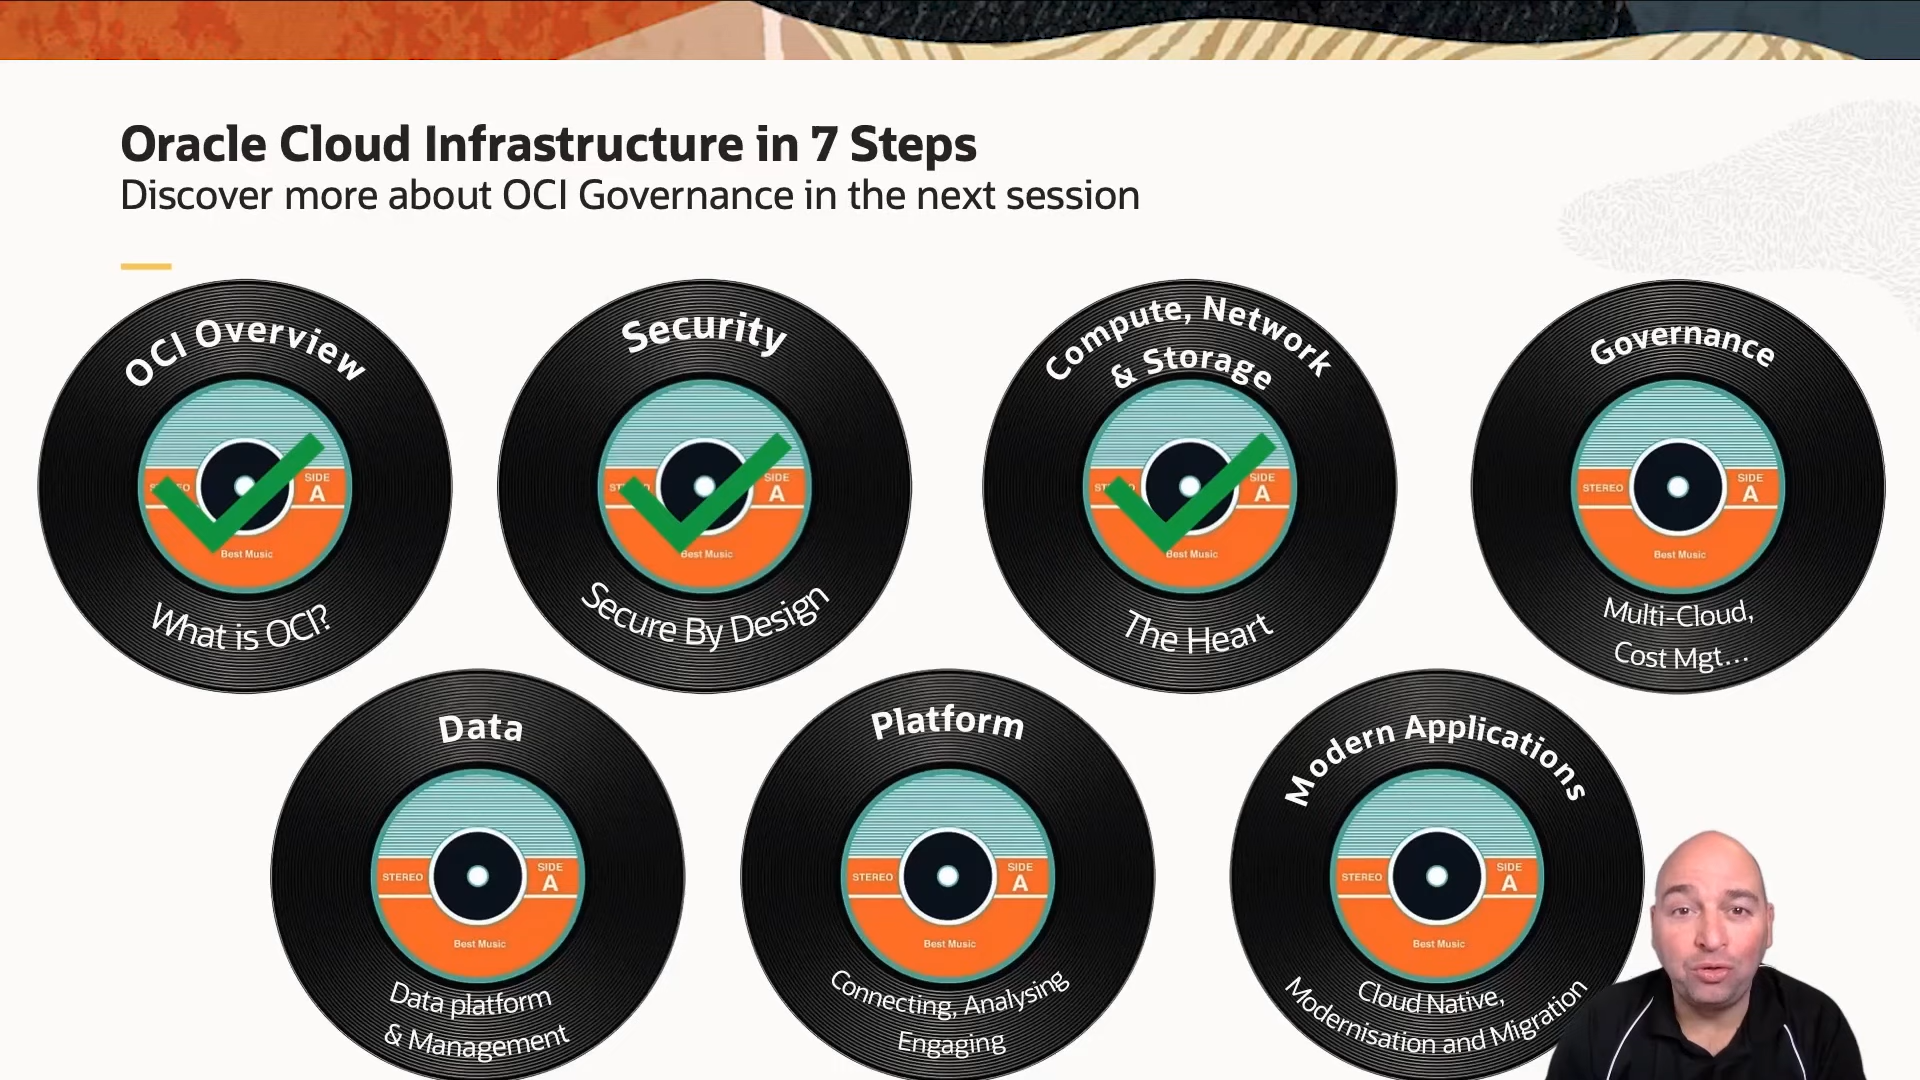 Oracle Cloud Infrastructure in 7 Steps
Discover more about OCI Governance in the next session
OCI Overview
SIDE
A
Best Music
What is OCI?
Security
SIDE
A
Best Music
Secure By Design
Compute, Network
& Storage
SIDE
A
Best Music
The Heart
Governance
STEREO
SIDE
A
Best Music
Multi-Cloud,
Cost Mgt...
Data
STEREO
SIDE
A
Best Music
Data platform
& Management
Platform
STEREO
SIDE
A
Best Music
Connecting, Analysing
Engaging
Modern Applications
STEREO
SIDE
A
Best Music
Cloud Native,
Modernisation and Migration